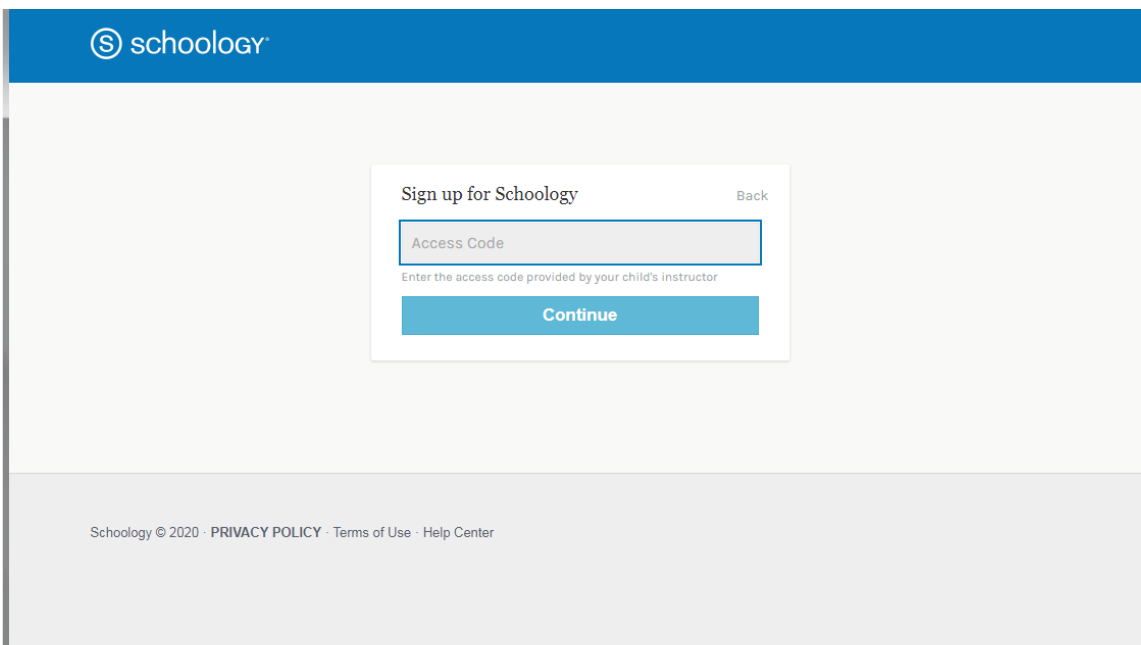 schoology
Sign up for Schoology
Back
Access Code
Enter the access code provided by your child's instructor
Continue
Schoology © 2020 · PRIVACY POLICY · Terms of Use · Help Center